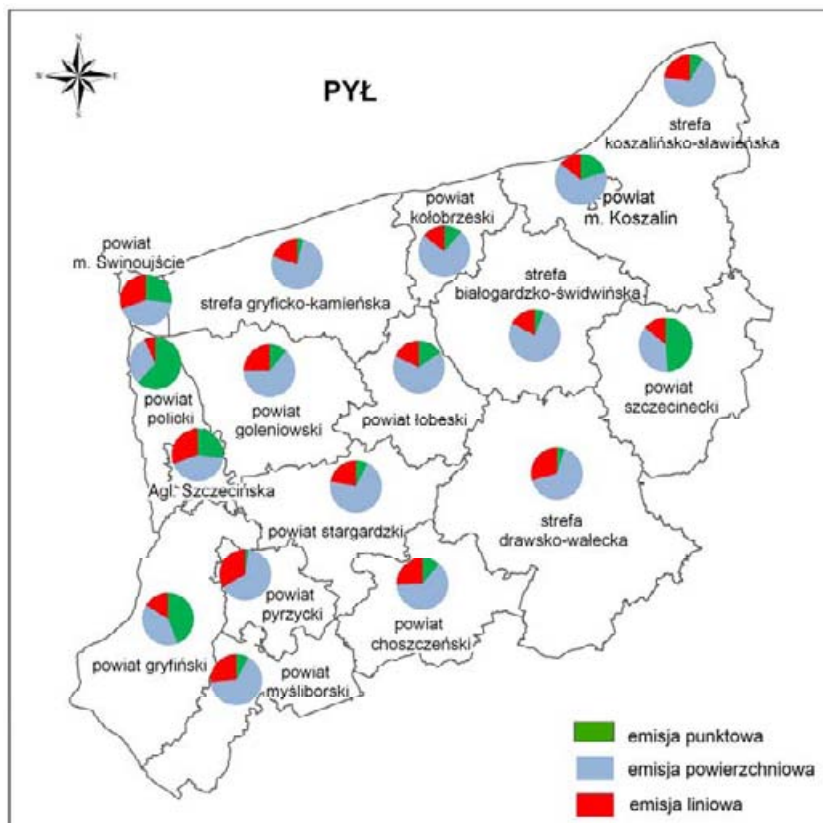 N
W
E
S
PYŁ
strefa
koszalińsko-sławieńska
powiat
m. Koszalin
powiat
kołobrzeski
powiat
m. Świnoujście
strefa gryficko-kamieńska
strefa
białogardzko-świdwińska
powiat
szczecinecki
powiat
policki
powiat
goleniowski
powiat łobeski
Agl. Szczecińska
powiat stargardzki
strefa
drawsko-wałecka
powiat
pyrzycki
powiat
choszczeński
powiat gryfiński
powiat
myśliborski
emisja punktowa
emisja powierzchniowa
emisja liniowa